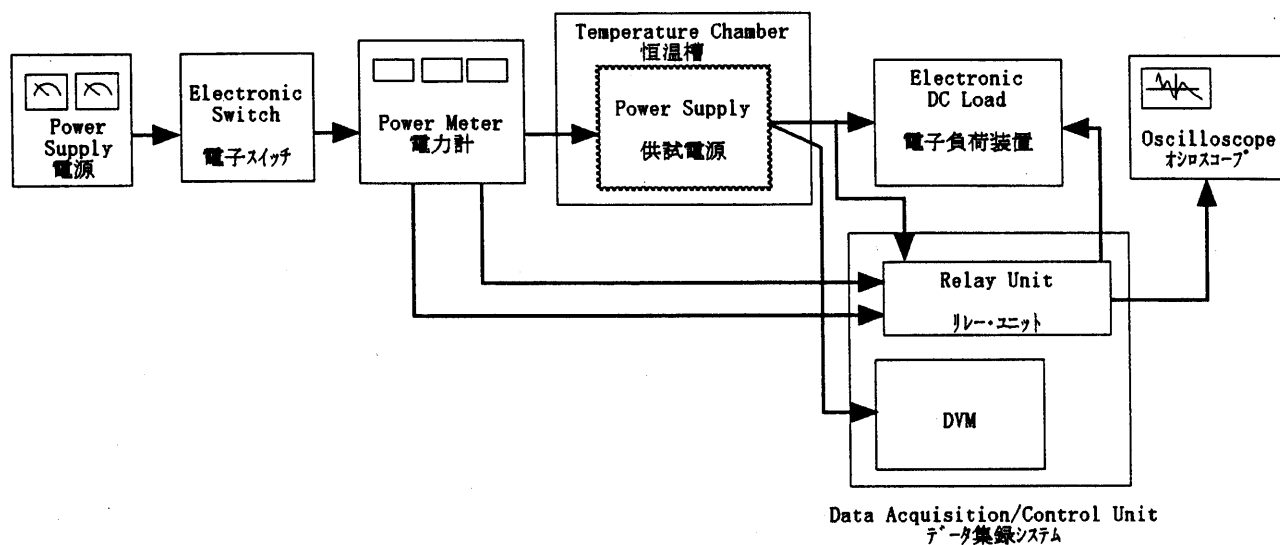 Power
Supply
電源
Electronic
Switch
電子スイッチ
Power Meter
電力計
Temperature Chamber
恒温槽
Power Supply
供試電源
Electronic
DC Load
電子負荷装置
Oscilloscope
オシロスコープ
Relay Unit
リレー・ユニット
DVM
Data Acquisition/Control Unit
データ集録システム